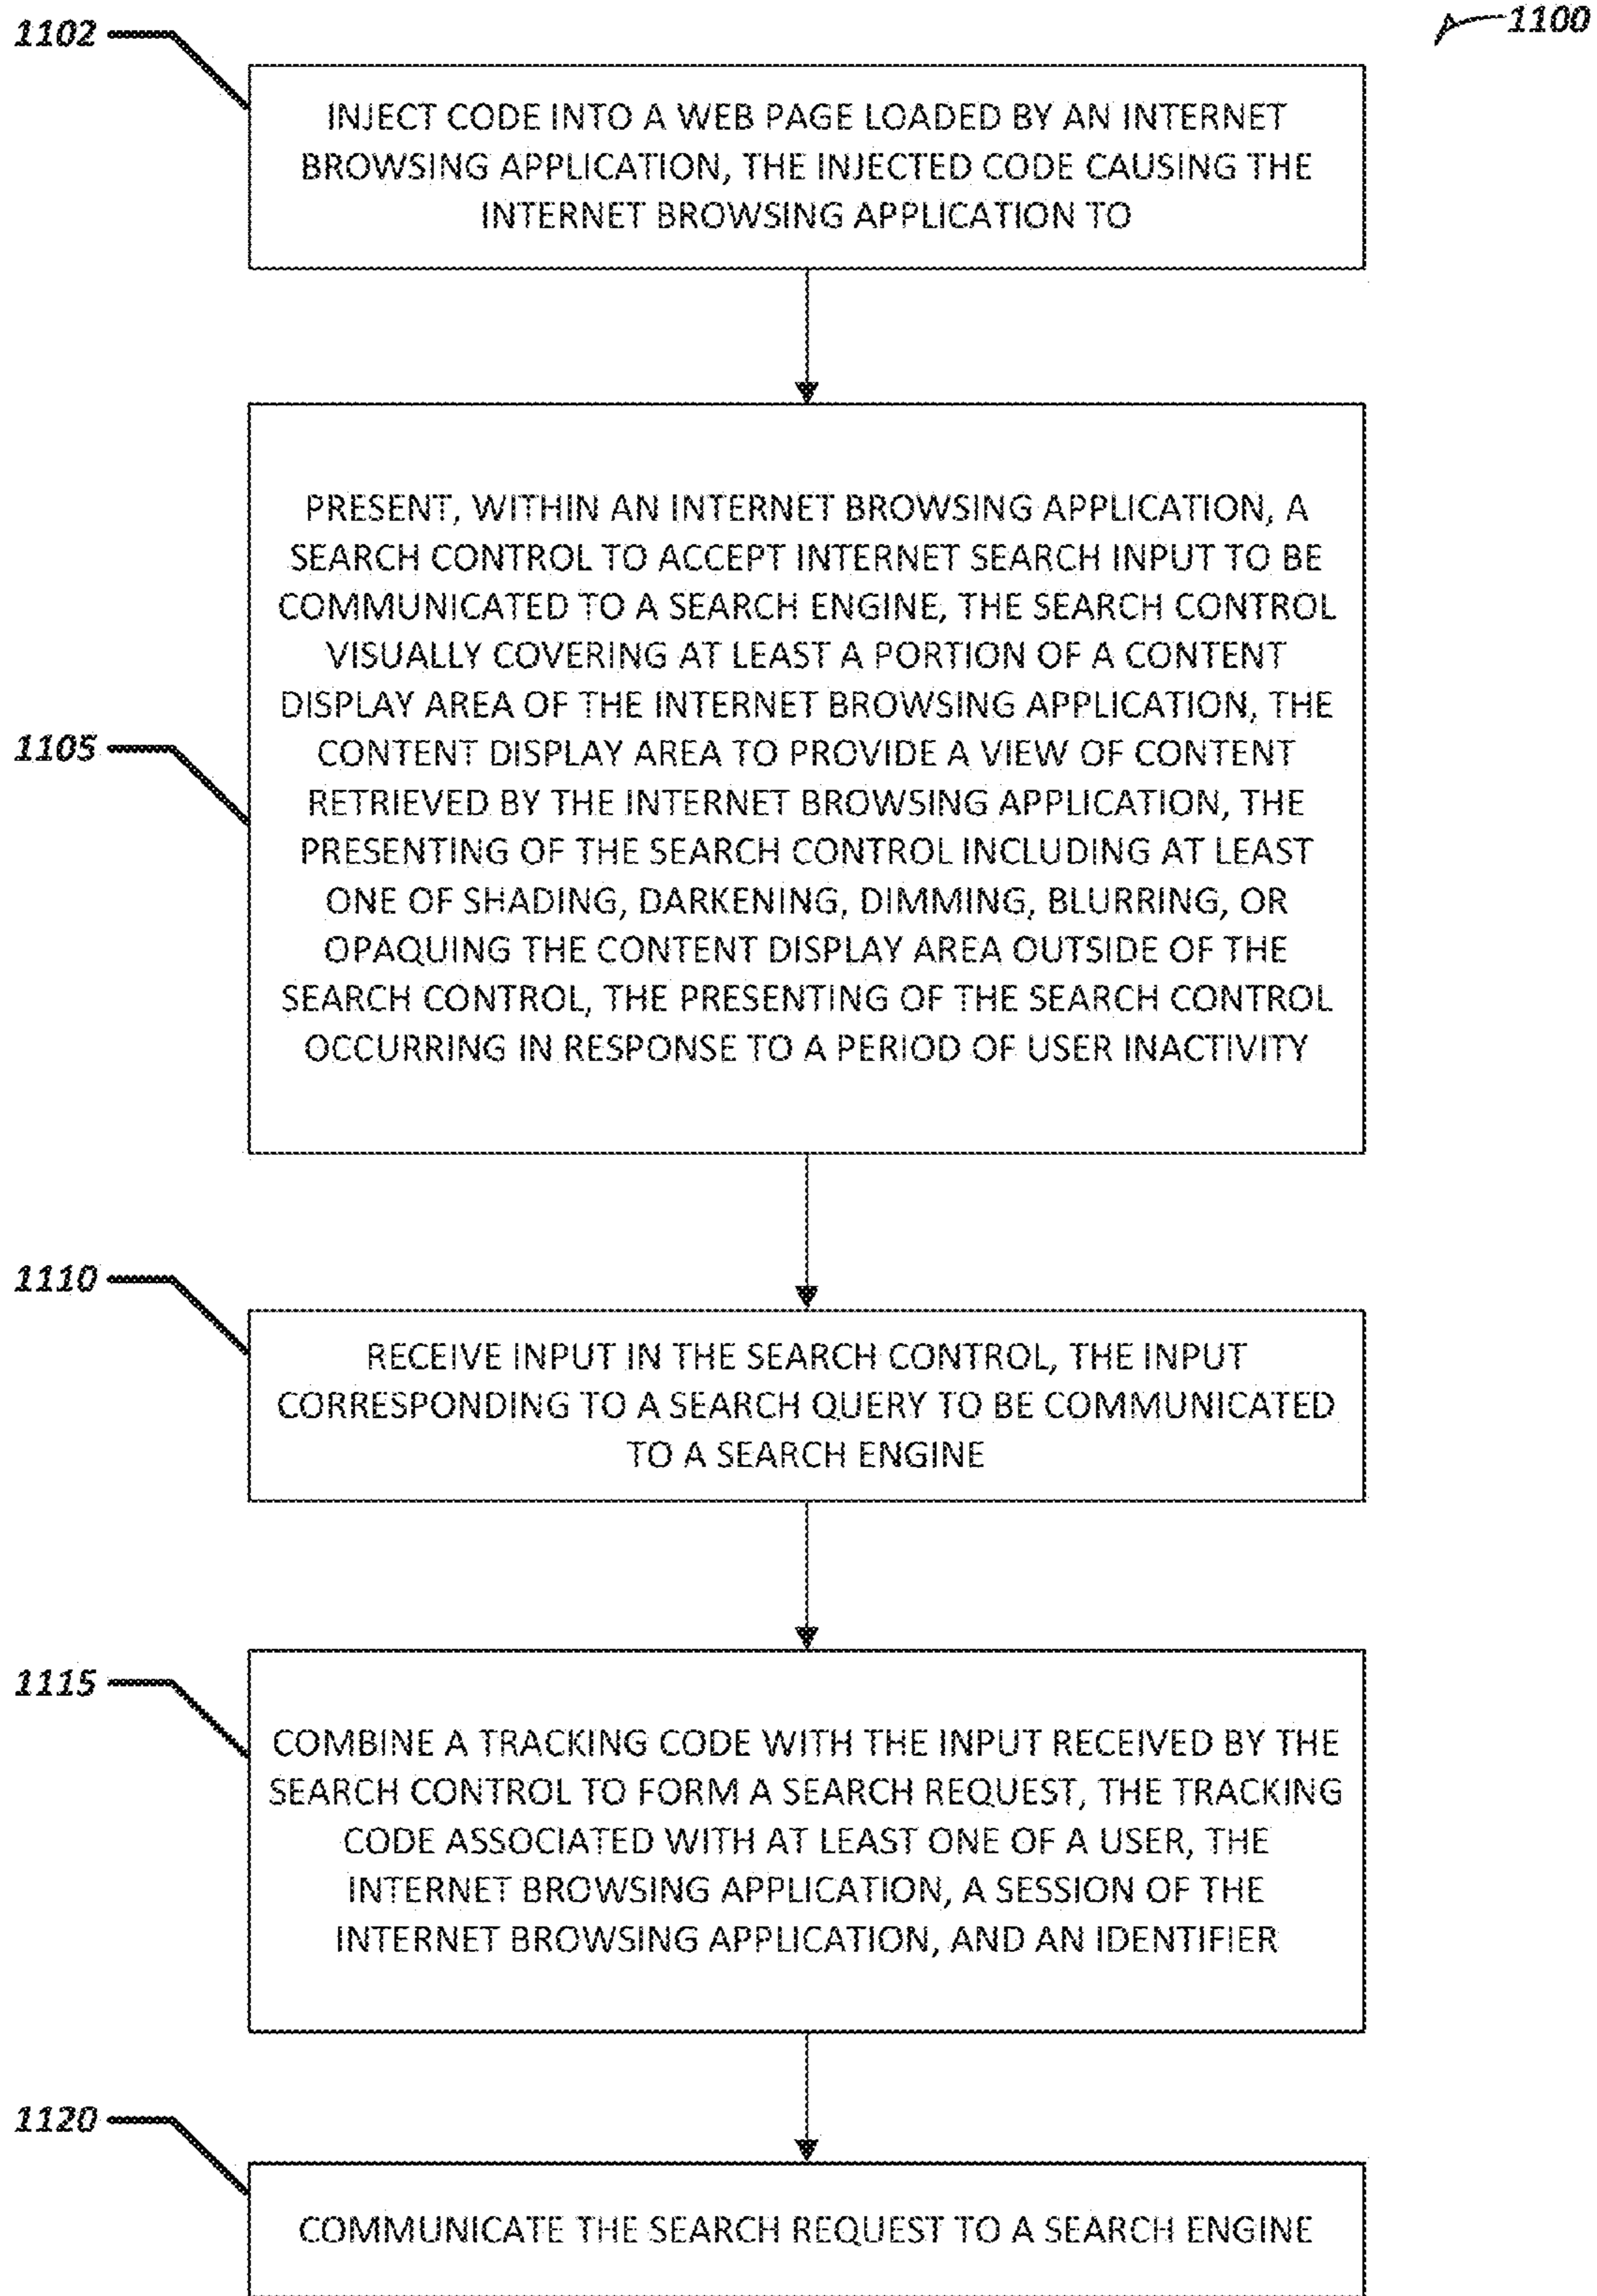 1102
1100
INJECT CODE INTO A WEB PAGE LOADED BY AN INTERNET
BROWSING APPLICATION, THE INJECTED CODE CAUSING THE
INTERNET BROWSING APPLICATION TO
PRESENT, WITHIN AN INTERNET BROWSING APPLICATION, A
SEARCH CONTROL TO ACCEPT INTERNET SEARCH INPUT TO BE
COMMUNICATED TO A SEARCH ENGINE, THE SEARCH CONTROL
VISUALLY COVERING AT LEAST A PORTION OF A CONTENT
DISPLAY AREA OF THE INTERNET BROWSING APPLICATION, THE
1105
CONTENT DISPLAY AREA TO PROVIDE A VIEW OF CONTENT
RETRIEVED BY THE INTERNET BROWSING APPLICATION, THE
PRESENTING OF THE SEARCH CONTROL INCLUDING AT LEAST
ONE OF SHADING, DARKENING, DIMMING, BLURRING, OR
OPAQUING THE CONTENT DISPLAY AREA OUTSIDE OF THE
SEARCH CONTROL, THE PRESENTING OF THE SEARCH CONTROL
OCCURRING IN RESPONSE TO A PERIOD OF USER INACTIVITY
1110
RECEIVE INPUT IN THE SEARCH CONTROL, THE INPUT
CORRESPONDING TO A SEARCH QUERY TO BE COMMUNICATED
TO A SEARCH ENGINE
1115
COMBINE A TRACKING CODE WITH THE INPUT RECEIVED BY THE
SEARCH CONTROL TO FORM A SEARCH REQUEST, THE TRACKING
CODE ASSOCIATED WITH AT LEAST ONE OF A USER, THE
INTERNET BROWSING APPLICATION, A SESSION OF THE
INTERNET BROWSING APPLICATION, AND AN IDENTIFIER
1120
COMMUNICATE THE SEARCH REQUEST TO A SEARCH ENGINE